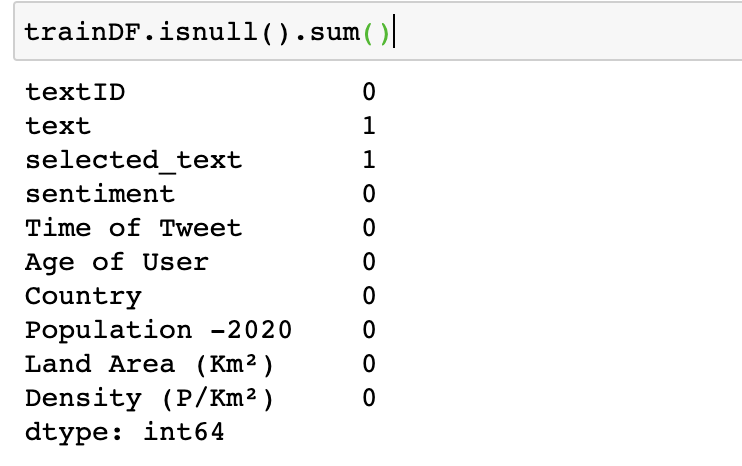 trainDF.isnull().sum()
textID 0
text 1
selected_text 1
sentiment 0
Time of Tweet 0
Age of User 0
Country 0
Population -2020 0
Land Area (Km²) 0
Density (P/Km²) 0
dtype: int64